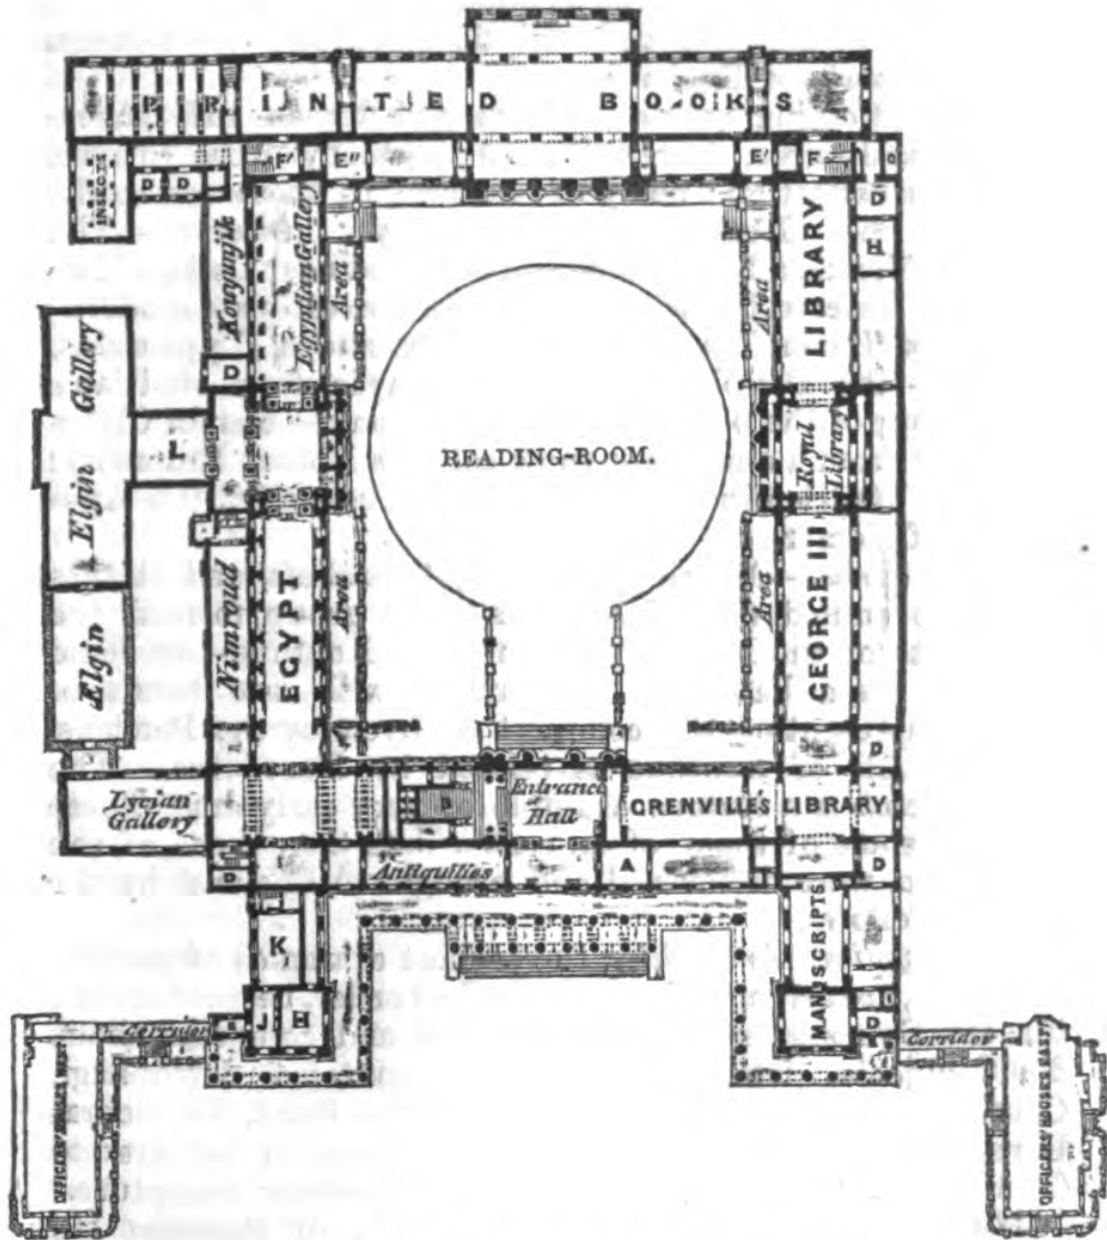 PRINTED BOOKS
INSECTS
D D
F' E'' E' F
D
H
Kouyunjik
Egyptian Gallery
Area
Area
LIBRARY
D
Elgin Gallery
L
READING-ROOM.
Royal Library
Elgin
Nimroud
EGYPT
Area
Area
GEORGE III
D
Lycian Gallery
B
Entrance Hall
GRENVILLE'S LIBRARY
D
Antiquities
A
D
K
MANUSCRIPTS
J H
D
D
Corridor
Corridor
OFFICERS' HOUSES WEST
OFFICERS' HOUSES EAST